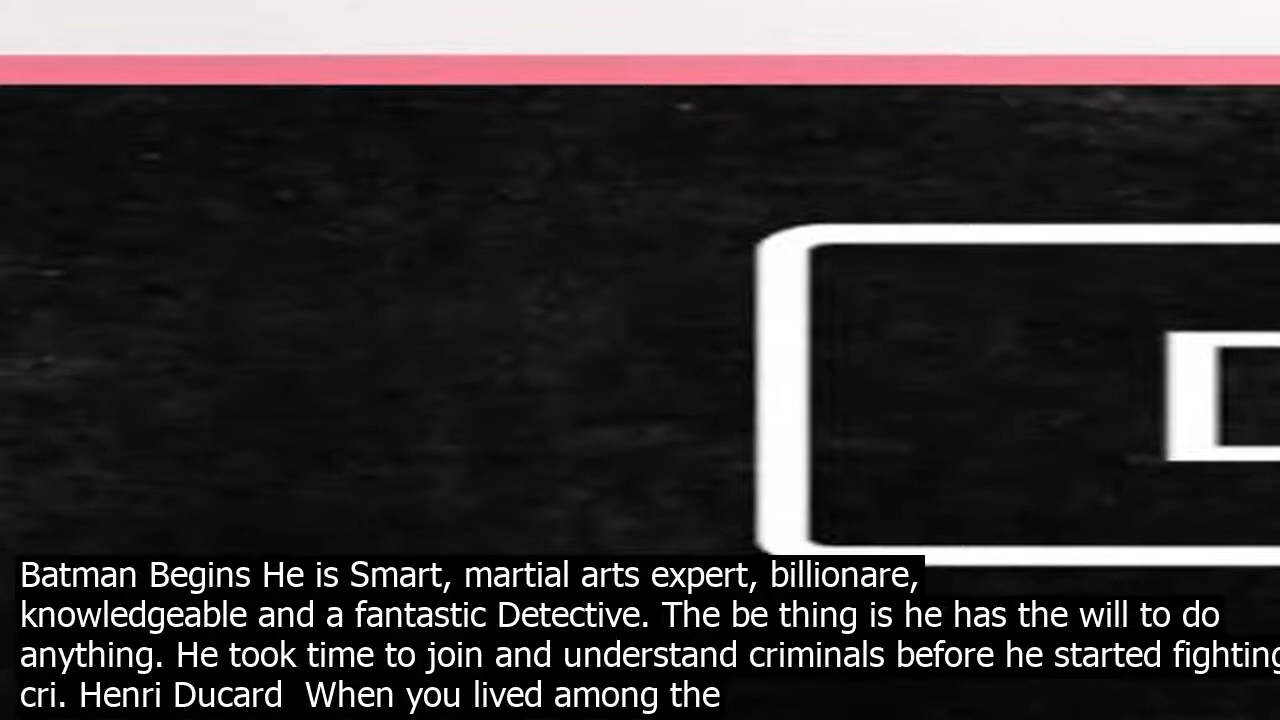 Batman Begins He is Smart, martial arts expert, billionare,
knowledgeable and a fantastic Detective. The be thing is he has the will to do
anything. He took time to join and understand criminals before he started fighting
cri. Henri Ducard  When you lived among the